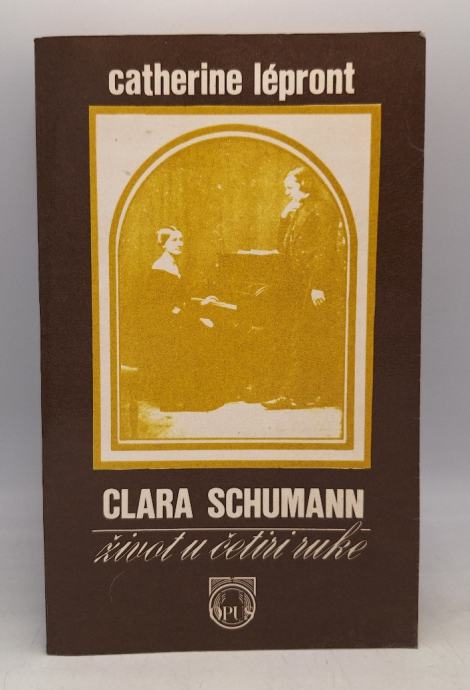 catherine lépront
CLARA SCHUMANN
život u četiri ruke
OPUS